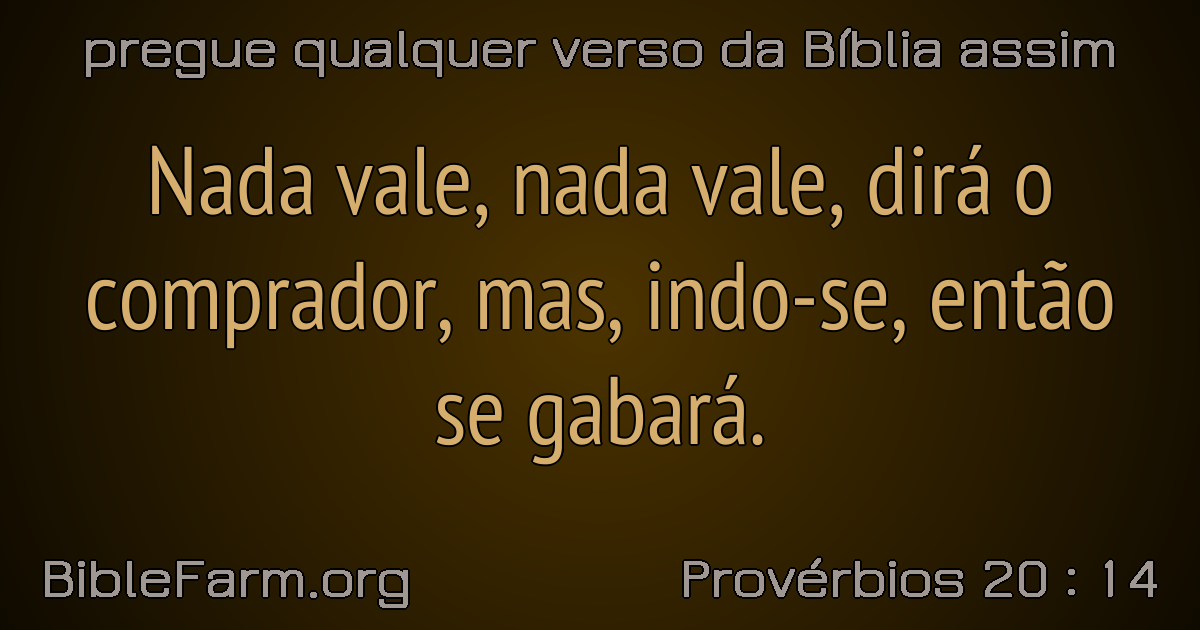 pregue qualquer verso da Bíblia assim
Nada vale, nada vale, dirá o
comprador, mas, indo-se, então
se gabará.
BibleFarm.org
Provérbios 20 : 14